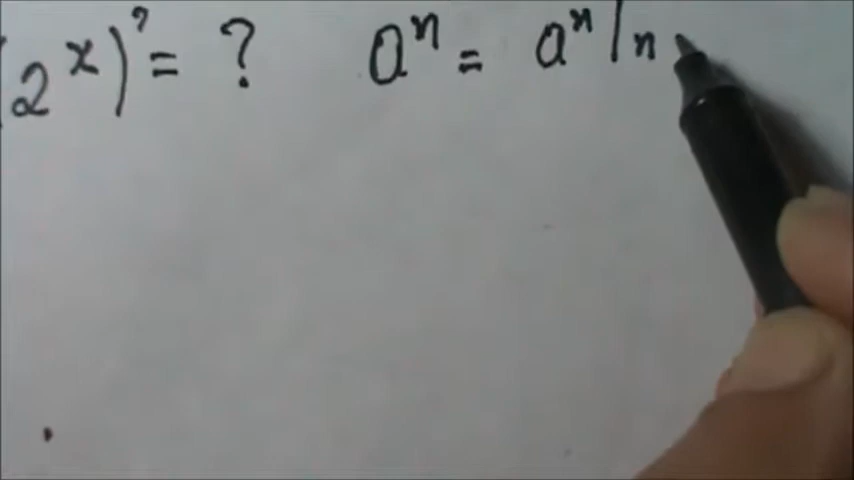 (2^x)^? = ? a^n = a^n | n